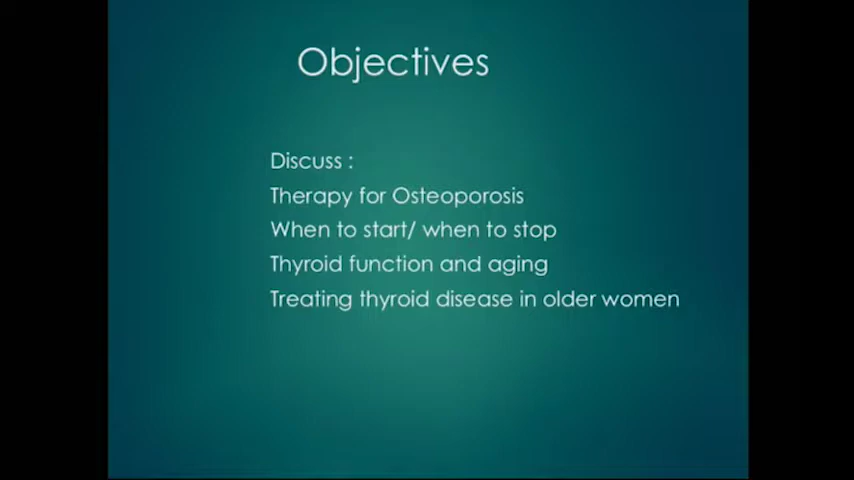 Objectives
Discuss :
Therapy for Osteoporosis
When to start/ when to stop
Thyroid function and aging
Treating thyroid disease in older women